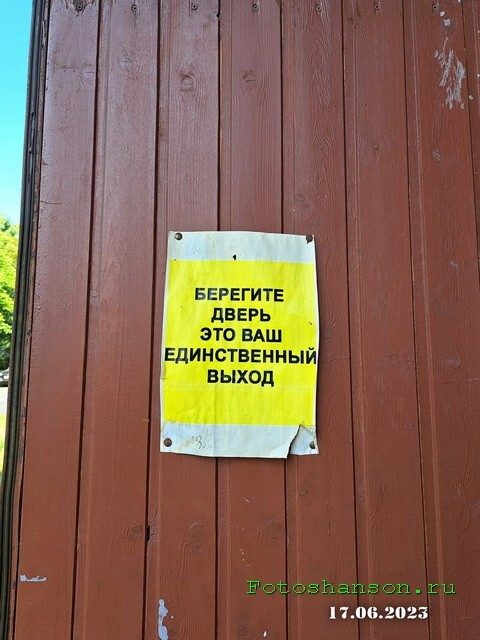 БЕРЕГИТЕ
ДВЕРЬ
ЭТО ВАШ
ЕДИНСТВЕННЫЙ
ВЫХОД
Fotoshanson.ru
17.06.2023